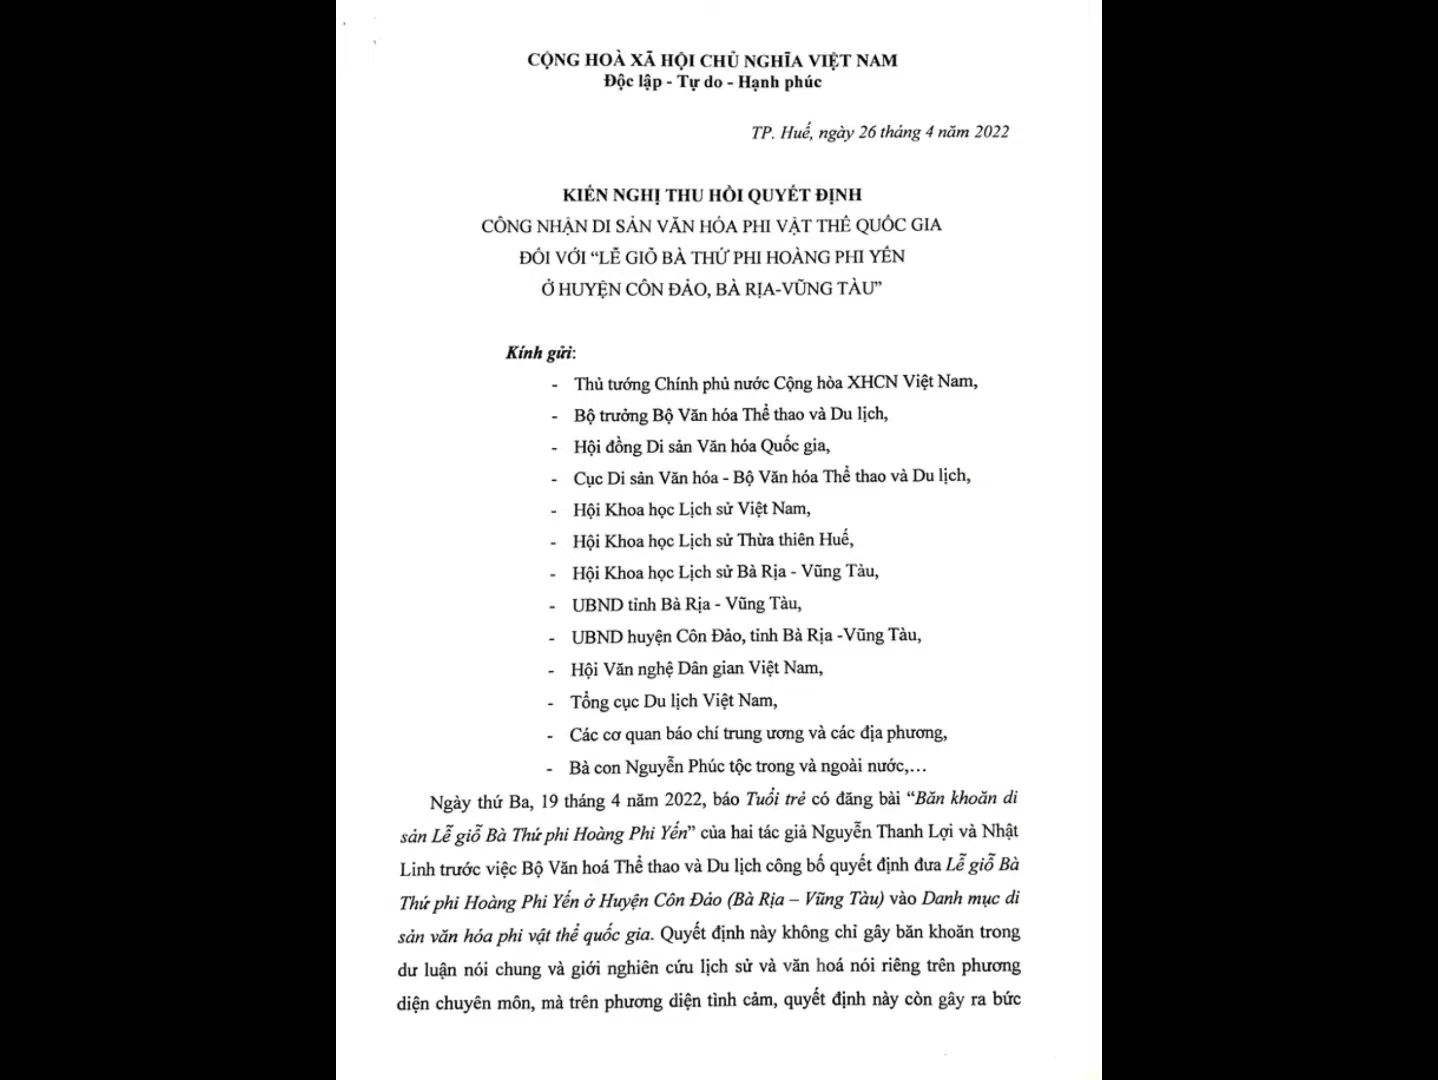 CỘNG HOÀ XÃ HỘI CHỦ NGHĨA VIỆT NAM
Độc lập - Tự do - Hạnh phúc
TP. Huế, ngày 26 tháng 4 năm 2022
KIẾN NGHỊ THU HỒI QUYẾT ĐỊNH
CÔNG NHẬN DI SẢN VĂN HÓA PHI VẬT THỂ QUỐC GIA
ĐỐI VỚI “LỄ GIỖ BÀ THỨ PHI HOÀNG PHI YẾN
Ở HUYỆN CÔN ĐẢO, BÀ RỊA-VŨNG TÀU”
Kính gửi:
- Thủ tướng Chính phủ nước Cộng hòa XHCN Việt Nam,
- Bộ trưởng Bộ Văn hóa Thể thao và Du lịch,
- Hội đồng Di sản Văn hóa Quốc gia,
- Cục Di sản Văn hóa - Bộ Văn hóa Thể thao và Du lịch,
- Hội Khoa học Lịch sử Việt Nam,
- Hội Khoa học Lịch sử Thừa thiên Huế,
- Hội Khoa học Lịch sử Bà Rịa - Vũng Tàu,
- UBND tỉnh Bà Rịa - Vũng Tàu,
- UBND huyện Côn Đảo, tỉnh Bà Rịa -Vũng Tàu,
- Hội Văn nghệ Dân gian Việt Nam,
- Tổng cục Du lịch Việt Nam,
- Các cơ quan báo chí trung ương và các địa phương,
- Bà con Nguyễn Phúc tộc trong và ngoài nước,…
Ngày thứ Ba, 19 tháng 4 năm 2022, báo Tuổi trẻ có đăng bài “Băn khoăn di
sản Lễ giỗ Bà Thứ phi Hoàng Phi Yến” của hai tác giả Nguyễn Thanh Lợi và Nhật
Linh trước việc Bộ Văn hoá Thể thao và Du lịch công bố quyết định đưa Lễ giỗ Bà
Thứ phi Hoàng Phi Yến ở Huyện Côn Đảo (Bà Rịa – Vũng Tàu) vào Danh mục di
sản văn hóa phi vật thể quốc gia. Quyết định này không chỉ gây băn khoăn trong
dư luận nói chung và giới nghiên cứu lịch sử và văn hoá nói riêng trên phương
diện chuyên môn, mà trên phương diện tình cảm, quyết định này còn gây ra bức